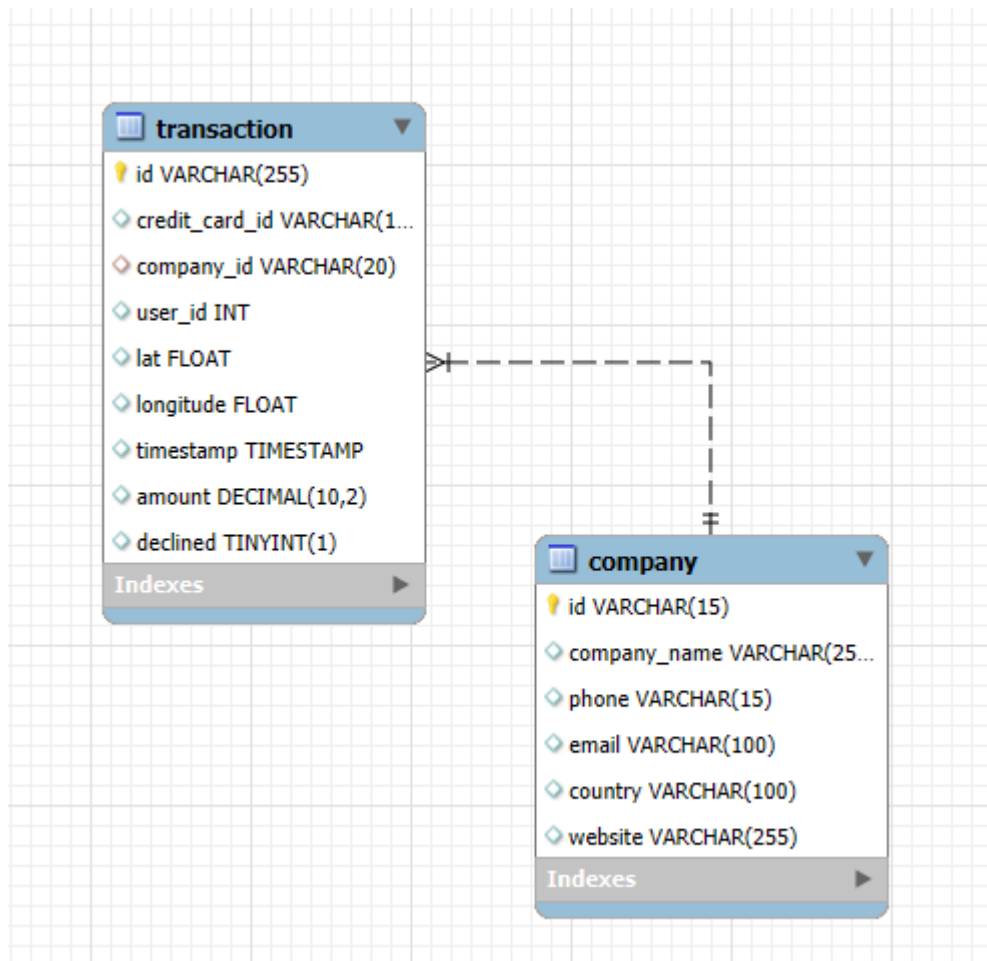 transaction
id VARCHAR(255)
credit_card_id VARCHAR(1...
company_id VARCHAR(20)
user_id INT
lat FLOAT
longitude FLOAT
timestamp TIMESTAMP
amount DECIMAL(10,2)
declined TINYINT(1)
Indexes
company
id VARCHAR(15)
company_name VARCHAR(25...
phone VARCHAR(15)
email VARCHAR(100)
country VARCHAR(100)
website VARCHAR(255)
Indexes